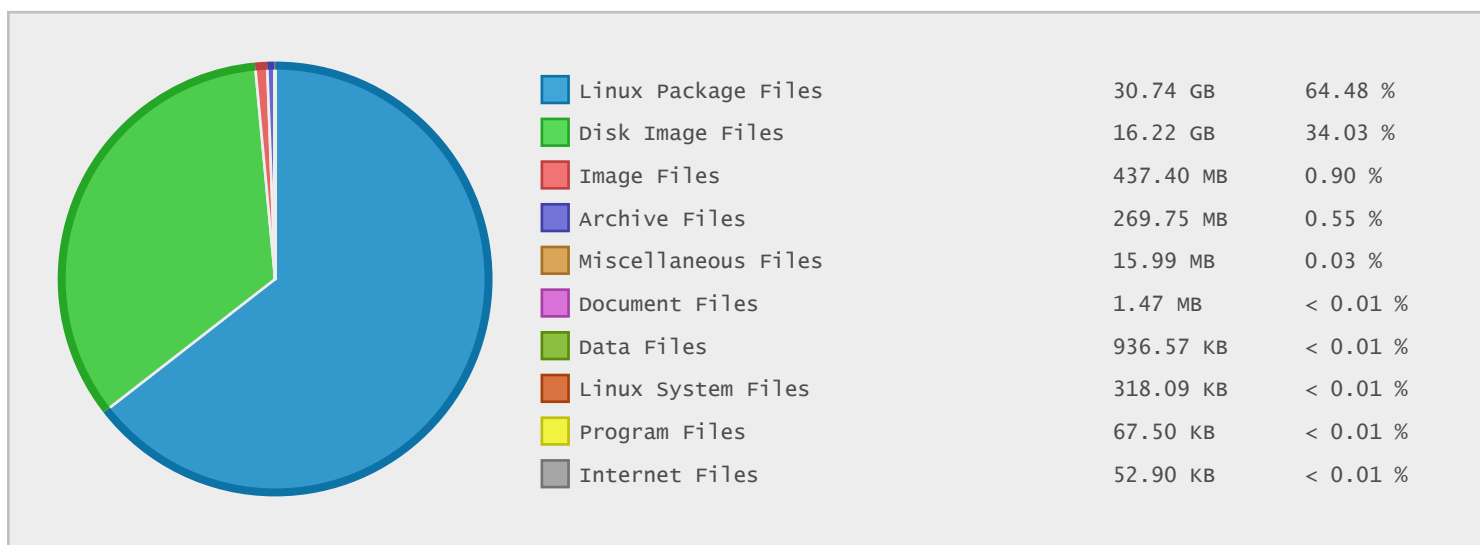 Linux Package Files 30.74 GB 64.48 %
Disk Image Files 16.22 GB 34.03 %
Image Files 437.40 MB 0.90 %
Archive Files 269.75 MB 0.55 %
Miscellaneous Files 15.99 MB 0.03 %
Document Files 1.47 MB < 0.01 %
Data Files 936.57 KB < 0.01 %
Linux System Files 318.09 KB < 0.01 %
Program Files 67.50 KB < 0.01 %
Internet Files 52.90 KB < 0.01 %